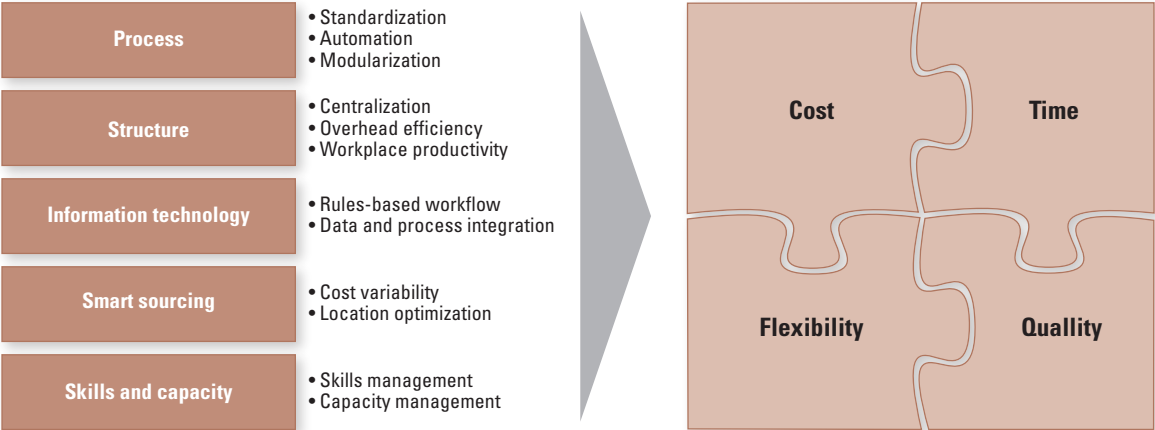 Process
• Standardization
• Automation
• Modularization
Structure
• Centralization
• Overhead efficiency
• Workplace productivity
Information technology
• Rules-based workflow
• Data and process integration
Smart sourcing
• Cost variability
• Location optimization
Skills and capacity
• Skills management
• Capacity management
Cost
Time
Flexibility
Quallity